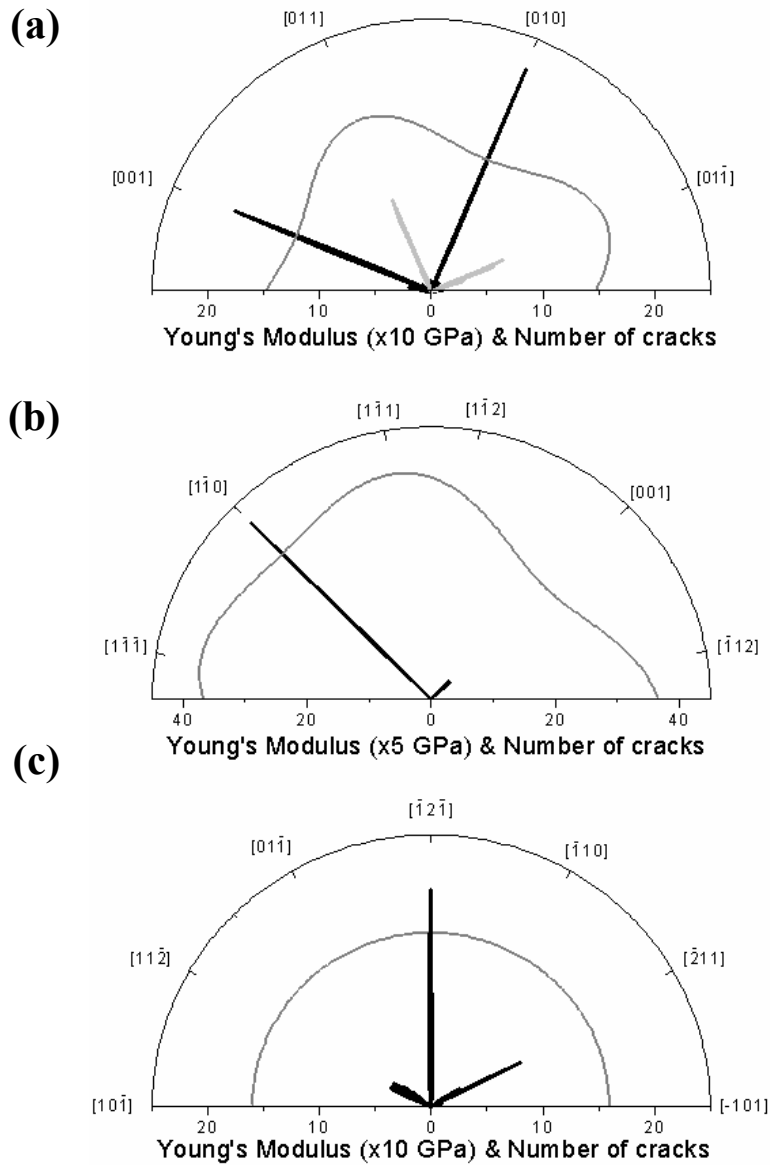 (a)
[011] [010]
[001] [011̄]
20 10 0 10 20
Young's Modulus (x10 GPa) & Number of cracks
(b)
[11̄1] [11̄2]
[11̄0] [001]
[11̄1̄] [1̄12]
40 20 0 20 40
Young's Modulus (x5 GPa) & Number of cracks
(c)
[1̄21̄]
[011̄] [1̄10]
[112̄] [2̄11]
[101̄] [-101]
20 10 0 10 20
Young's Modulus (x10 GPa) & Number of cracks